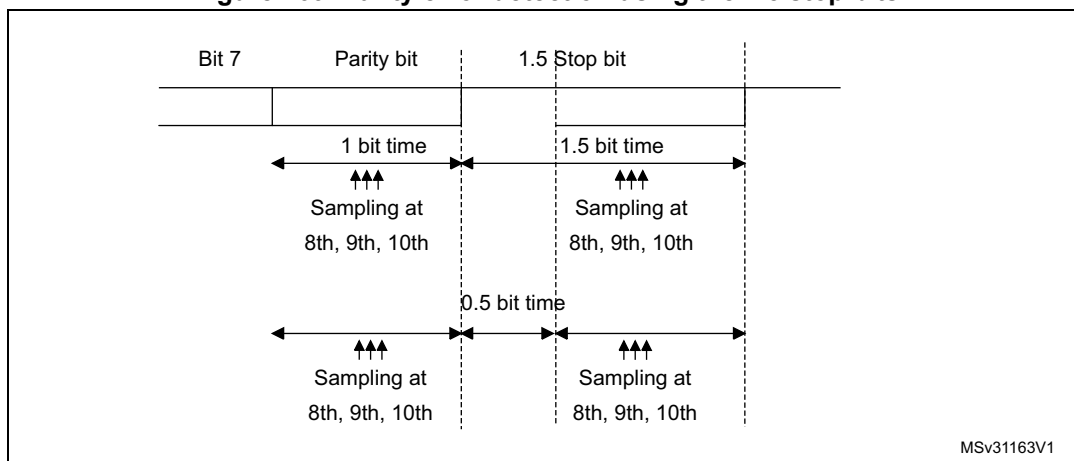 Bit 7 Parity bit 1.5 Stop bit
1 bit time 1.5 bit time
Sampling at Sampling at
8th, 9th, 10th 8th, 9th, 10th
0.5 bit time
Sampling at Sampling at
8th, 9th, 10th 8th, 9th, 10th
MSv31163V1